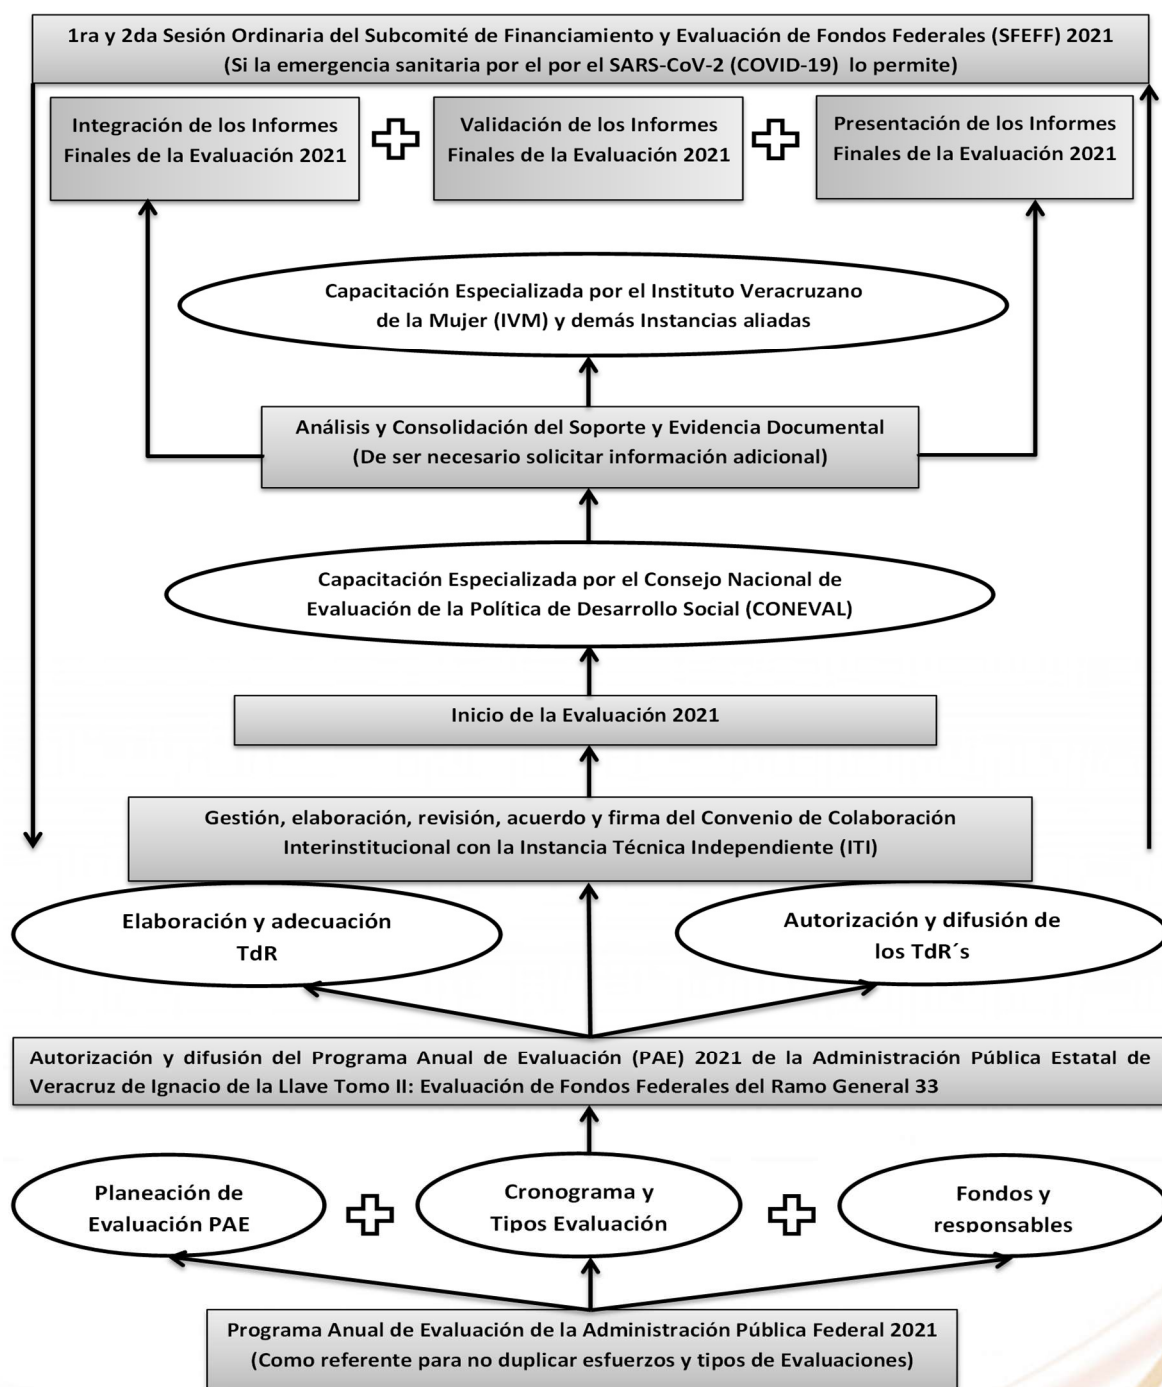 1ra y 2da Sesión Ordinaria del Subcomité de Financiamiento y Evaluación de Fondos Federales (SFEFF) 2021
(Si la emergencia sanitaria por el por el SARS-CoV-2 (COVID-19) lo permite)
Integración de los Informes
Finales de la Evaluación 2021
Validación de los Informes
Finales de la Evaluación 2021
Presentación de los Informes
Finales de la Evaluación 2021
Capacitación Especializada por el Instituto Veracruzano
de la Mujer (IVM) y demás Instancias aliadas
Análisis y Consolidación del Soporte y Evidencia Documental
(De ser necesario solicitar información adicional)
Capacitación Especializada por el Consejo Nacional de
Evaluación de la Política de Desarrollo Social (CONEVAL)
Inicio de la Evaluación 2021
Gestión, elaboración, revisión, acuerdo y firma del Convenio de Colaboración
Interinstitucional con la Instancia Técnica Independiente (ITI)
Elaboración y adecuación
TdR
Autorización y difusión de
los TdR´s
Autorización y difusión del Programa Anual de Evaluación (PAE) 2021 de la Administración Pública Estatal de
Veracruz de Ignacio de la Llave Tomo II: Evaluación de Fondos Federales del Ramo General 33
Planeación de
Evaluación PAE
Cronograma y
Tipos Evaluación
Fondos y
responsables
Programa Anual de Evaluación de la Administración Pública Federal 2021
(Como referente para no duplicar esfuerzos y tipos de Evaluaciones)